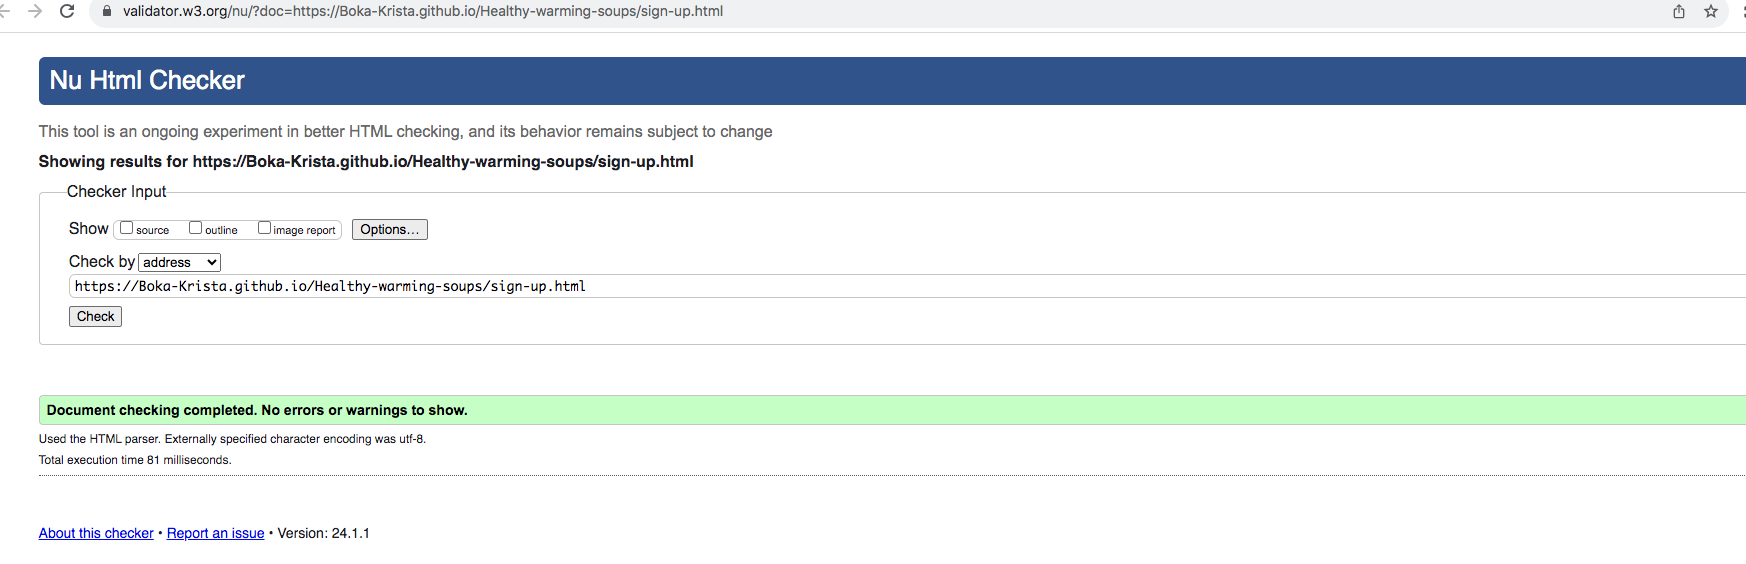 validator.w3.org/nu/?doc=https://Boka-Krista.github.io/Healthy-warming-soups/sign-up.html
Nu Html Checker
This tool is an ongoing experiment in better HTML checking, and its behavior remains subject to change
Showing results for https://Boka-Krista.github.io/Healthy-warming-soups/sign-up.html
Checker Input
Show source outline image report Options...
Check by address
https://Boka-Krista.github.io/Healthy-warming-soups/sign-up.html
Check
Document checking completed. No errors or warnings to show.
Used the HTML parser. Externally specified character encoding was utf-8.
Total execution time 81 milliseconds.
About this checker • Report an issue • Version: 24.1.1